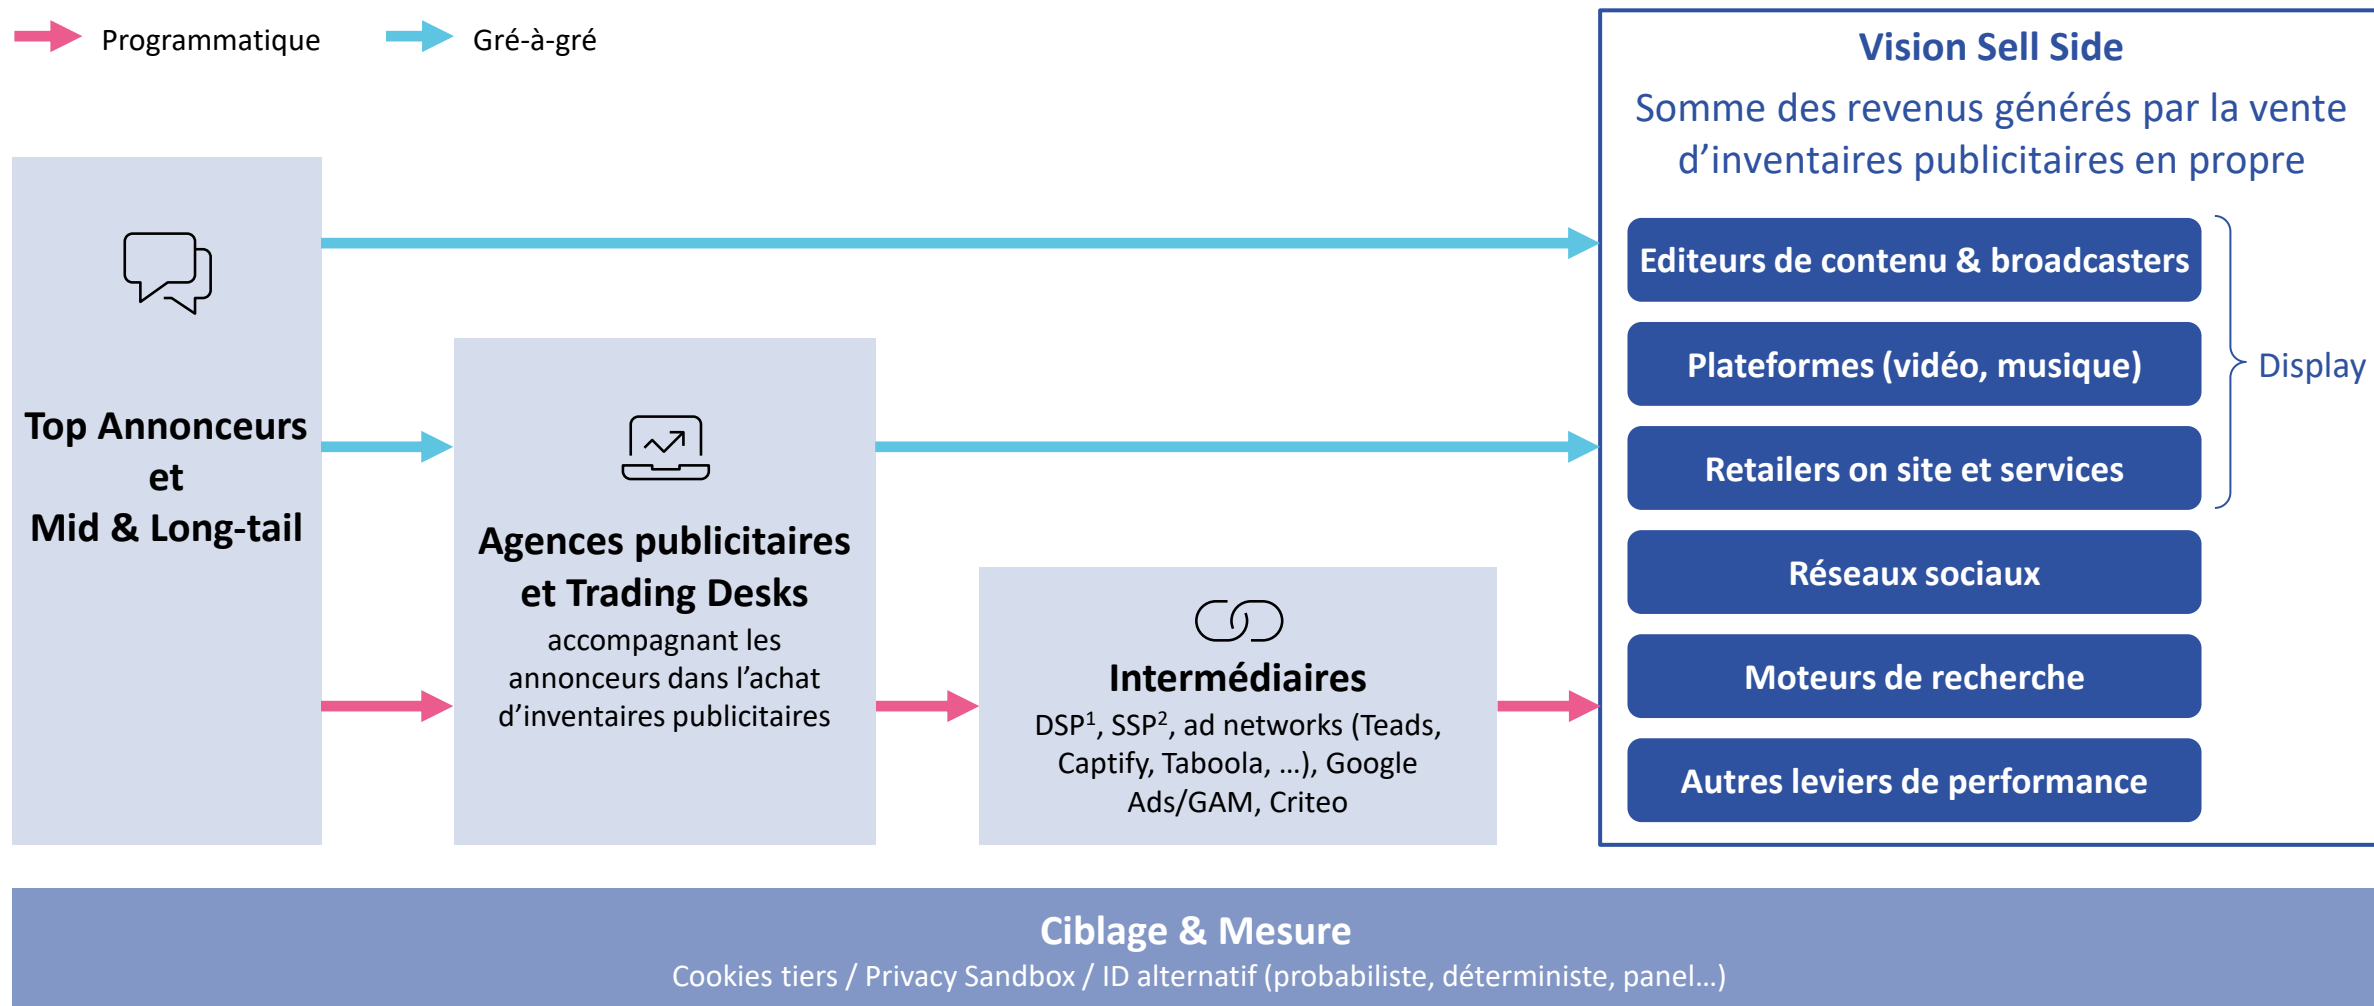 Programmatique
Gré-à-gré
Top Annonceurs
et
Mid & Long-tail
Agences publicitaires
et Trading Desks
accompagnant les
annonceurs dans l’achat
d’inventaires publicitaires
Intermédiaires
DSP¹, SSP², ad networks (Teads,
Captify, Taboola, …), Google
Ads/GAM, Criteo
Vision Sell Side
Somme des revenus générés par la vente
d’inventaires publicitaires en propre
Editeurs de contenu & broadcasters
Plateformes (vidéo, musique)
Retailers on site et services
Display
Réseaux sociaux
Moteurs de recherche
Autres leviers de performance
Ciblage & Mesure
Cookies tiers / Privacy Sandbox / ID alternatif (probabiliste, déterministe, panel…)